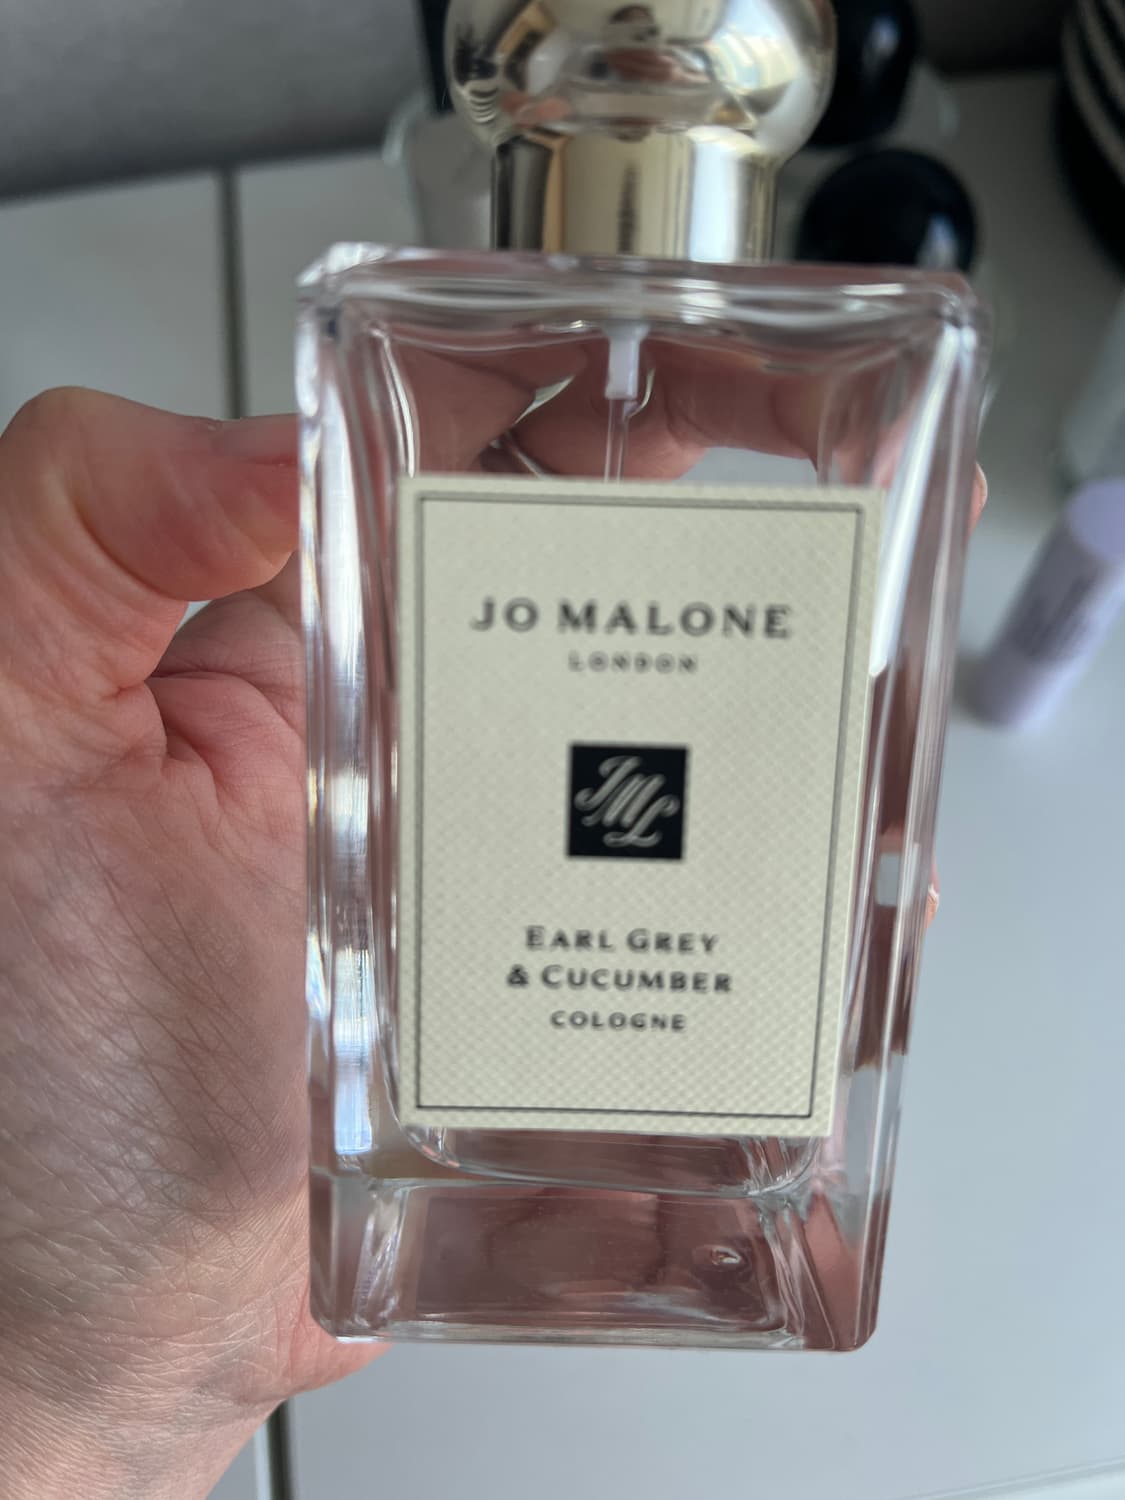 JO MALONE
LONDON
JML
EARL GREY
& CUCUMBER
COLOGNE